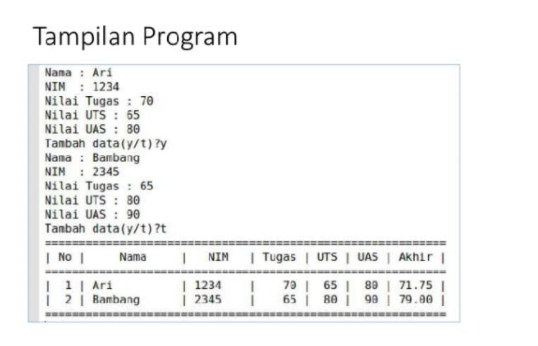 Tampilan Program
Nama : Ari
NIM  : 1234
Nilai Tugas : 70
Nilai UTS : 65
Nilai UAS : 80
Tambah data(y/t)?y
Nama : Bambang
NIM  : 2345
Nilai Tugas : 65
Nilai UTS : 80
Nilai UAS : 90
Tambah data(y/t)?t
==========================================================
| No |     Nama     |   NIM   | Tugas | UTS | UAS | Akhir |
==========================================================
|  1 | Ari          | 1234    |    70 |  65 |  80 | 71.75 |
|  2 | Bambang      | 2345    |    65 |  80 |  90 | 79.00 |
==========================================================